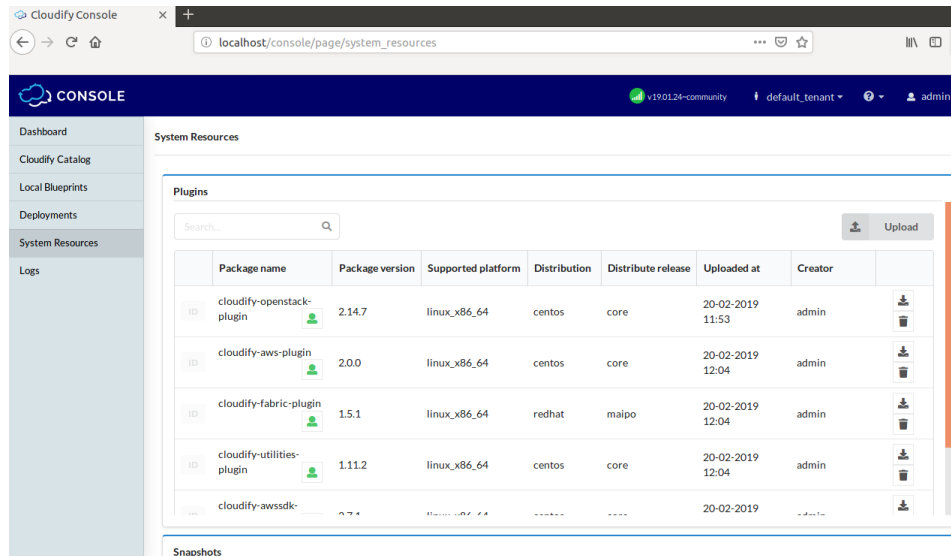 Cloudify Console
localhost/console/page/system_resources
CONSOLE
v19.01.24-community
default_tenant
admin
Dashboard
Cloudify Catalog
Local Blueprints
Deployments
System Resources
Logs
System Resources
Plugins
Search...
Upload
Package name Package version Supported platform Distribution Distribute release Uploaded at Creator
ID cloudify-openstack-plugin 2.14.7 linux_x86_64 centos core 20-02-2019 11:53 admin
ID cloudify-aws-plugin 2.0.0 linux_x86_64 centos core 20-02-2019 12:04 admin
ID cloudify-fabric-plugin 1.5.1 linux_x86_64 redhat maipo 20-02-2019 12:04 admin
ID cloudify-utilities-plugin 1.11.2 linux_x86_64 centos core 20-02-2019 12:04 admin
cloudify-awssdk- 20-02-2019
Snapshots